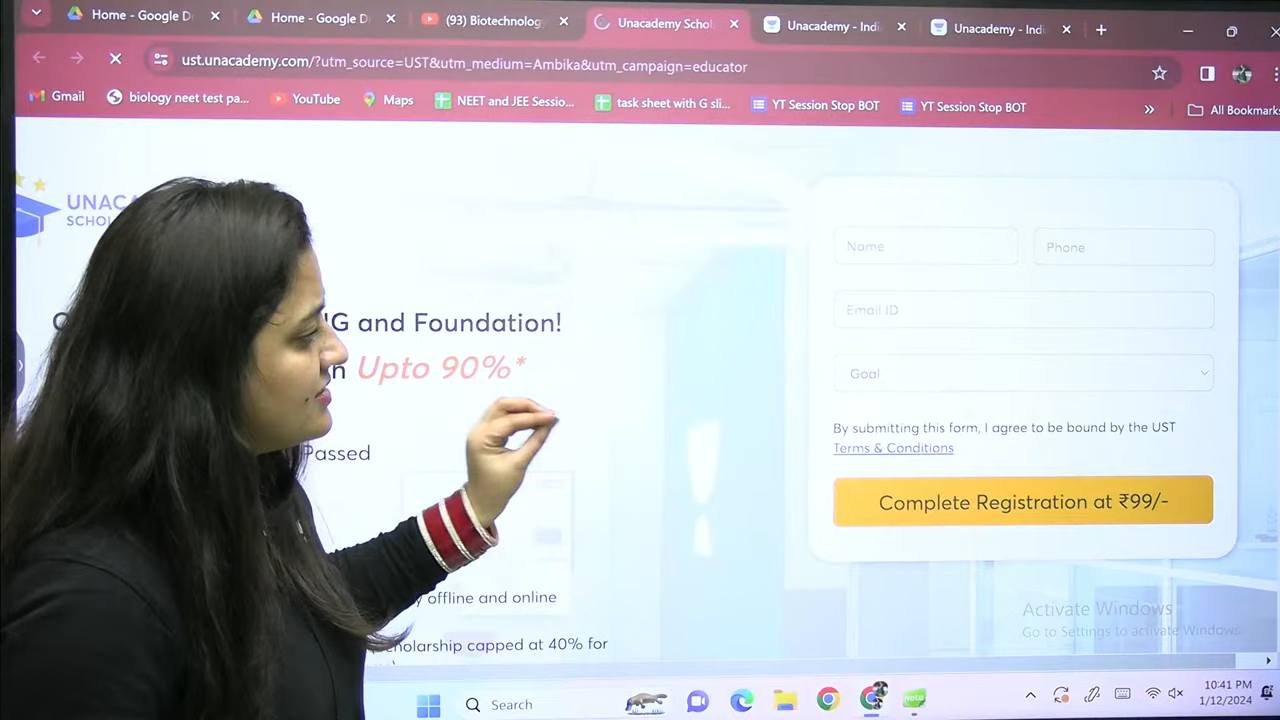 Home - Google D
Home - Google D
(93) Biotechnolog
Unacademy Schol
Unacademy - Indi
Unacademy - Indi
ust.unacademy.com/?utm_source=UST&utm_medium=Ambika&utm_campaign=educator
Gmail
biology neet test pa...
YouTube
Maps
NEET and JEE Sessio...
task sheet with G sli...
YT Session Stop BOT
YT Session Stop BOT
All Bookmarks
UNACA
SCHOL
G and Foundation!
n Upto 90%*
Passed
y offline and online
cholarship capped at 40% for
Name
Phone
Email ID
Goal
By submitting this form, I agree to be bound by the UST
Terms & Conditions
Complete Registration at ₹99/-
Activate Windows
Go to Settings to activate Windows.
Search
10:41 PM
1/12/2024